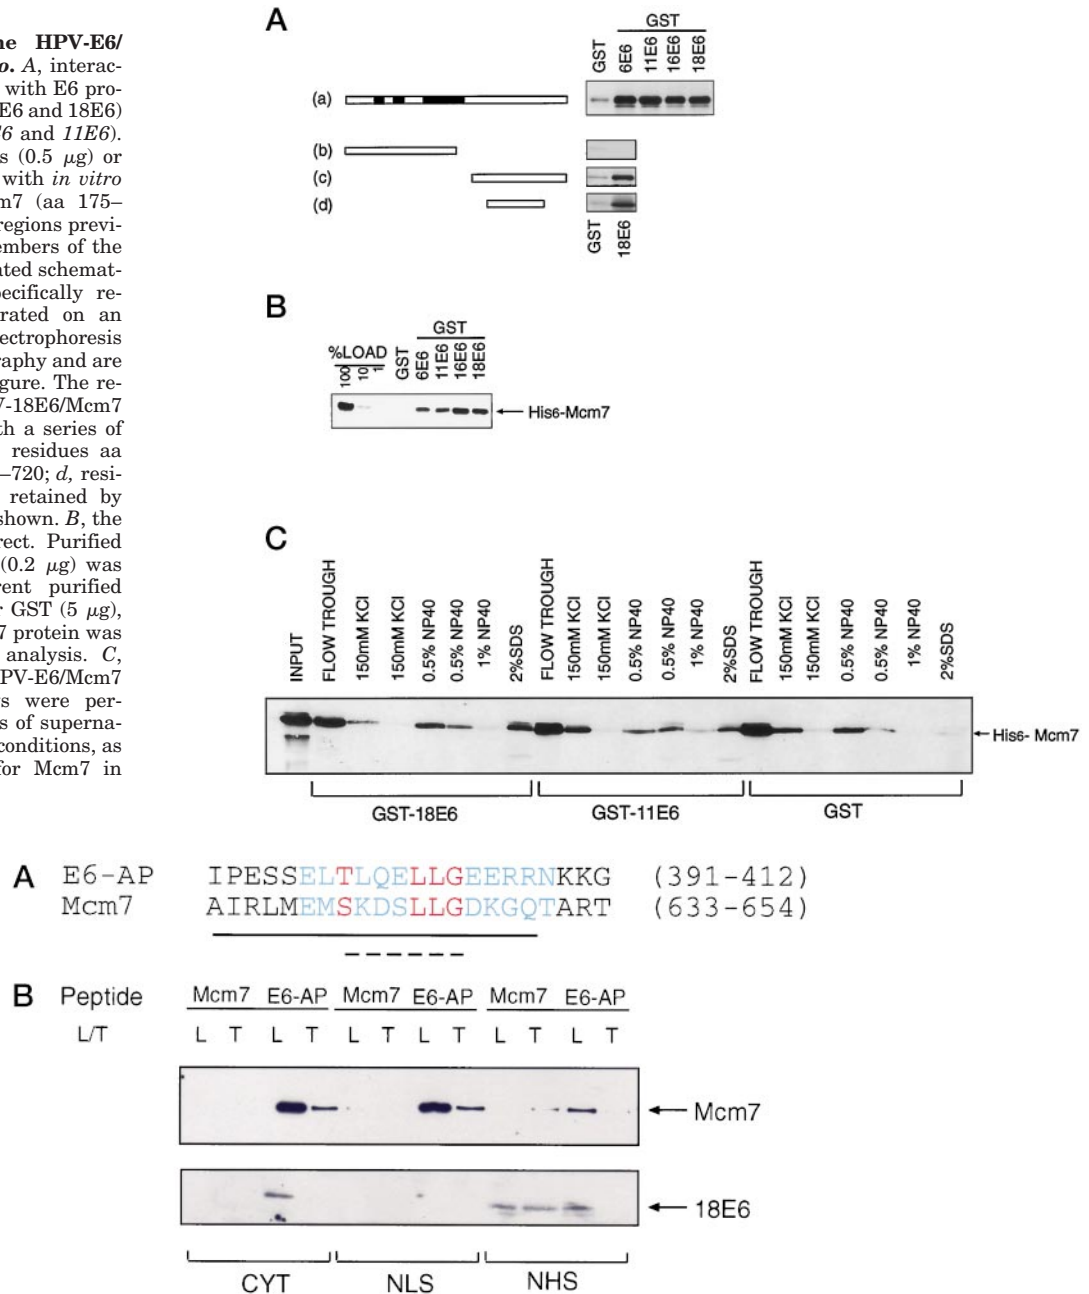 ne HPV-E6/
o. A, interac-
with E6 pro-
E6 and 18E6)
6 and 11E6).
s (0.5 μg) or
with in vitro
m7 (aa 175–
regions previ-
embers of the
ated schemat-
ecifically re-
rated on an
ectrophoresis
raphy and are
gure. The re-
V-18E6/Mcm7
th a series of
residues aa
–720; d, resi-
retained by
shown. B, the
rect. Purified
(0.2 μg) was
rent purified
r GST (5 μg),
7 protein was
analysis. C,
PV-E6/Mcm7
ys were per-
s of superna-
conditions, as
for Mcm7 in
A
GST
GST 6E6 11E6 16E6 18E6
(a)
(b)
(c)
(d)
GST 18E6
B
GST
%LOAD
100 10 1 GST 6E6 11E6 16E6 18E6
His6-Mcm7
C
INPUT FLOW TROUGH 150mM KCl 150mM KCl 0.5% NP40 0.5% NP40 1% NP40 2%SDS FLOW TROUGH 150mM KCl 150mM KCl 0.5% NP40 0.5% NP40 1% NP40 2%SDS FLOW TROUGH 150mM KCl 150mM KCl 0.5% NP40 0.5% NP40 1% NP40 2%SDS
His6- Mcm7
GST-18E6 GST-11E6 GST
A E6-AP IPESSELTLQELLGEERRNKKG (391-412)
Mcm7 AIRLMEMSKDSLLGDKGQTART (633-654)
B Peptide Mcm7 E6-AP Mcm7 E6-AP Mcm7 E6-AP
L/T L T L T L T L T L T L T
Mcm7
18E6
CYT NLS NHS